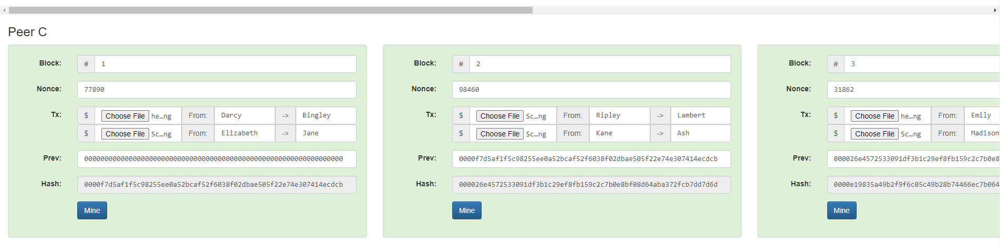 Peer C
Block: # 1
Nonce: 77890
Tx: $ Choose File he...ng From: Darcy -> Bingley
$ Choose File Sc...ng From: Elizabeth -> Jane
Prev: 0000000000000000000000000000000000000000000000000000000000000000
Hash: 0000f7d5af1f5c98255ee0a52bcaf52f6038f02dbae505f22e74e307414ecdcb
Mine
Block: # 2
Nonce: 98460
Tx: $ Choose File Sc...ng From: Ripley -> Lambert
$ Choose File Sc...ng From: Kane -> Ash
Prev: 0000f7d5af1f5c98255ee0a52bcaf52f6038f02dbae505f22e74e307414ecdcb
Hash: 000026e4572533091df3b1c29ef8fb159c2c7b0e8bf08d64aba372fcb7dd7d6d
Mine
Block: # 3
Nonce: 31862
Tx: $ Choose File he...ng From: Emily
$ Choose File Sc...ng From: Madison
Prev: 000026e4572533091df3b1c29ef8fb159c2c7b0e8
Hash: 0000e19835a49b2f9f6c05c49b28b74466ec7b064
Mine